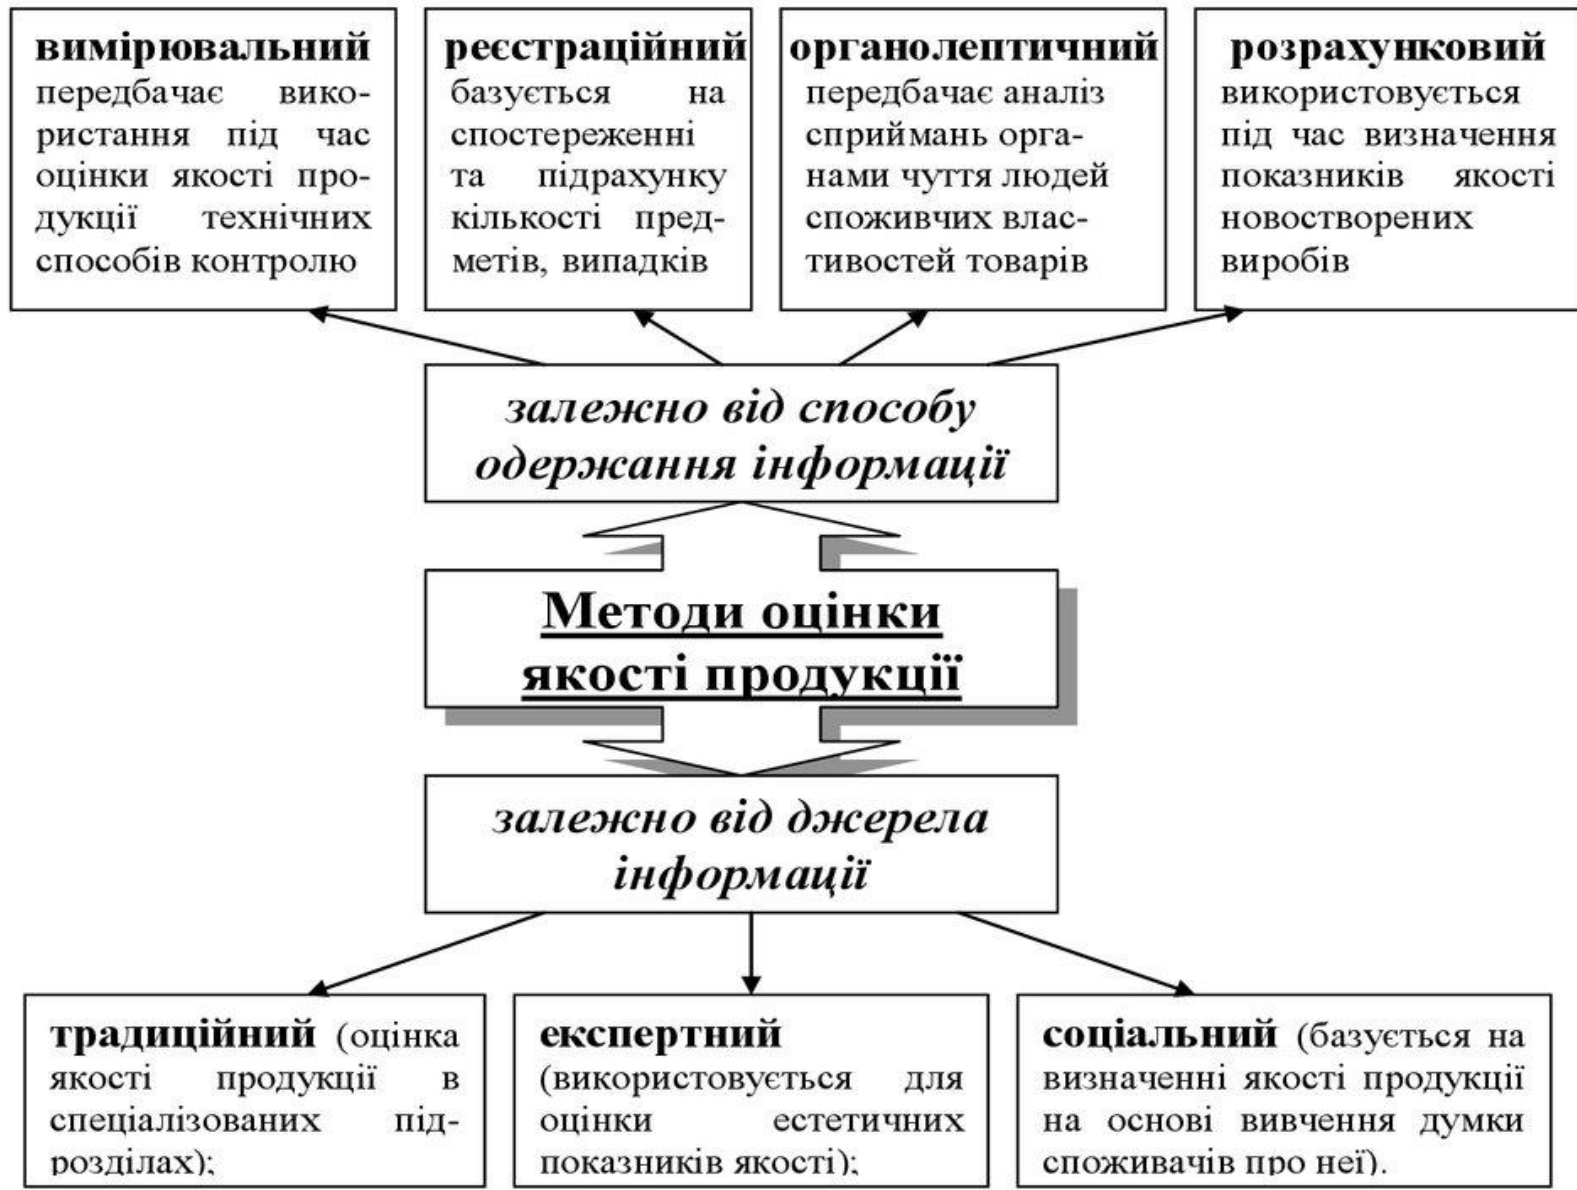 вимірювальний
передбачає вико-
ристання під час
оцінки якості про-
дукції технічних
способів контролю
реєстраційний
базується на
спостереженні
та підрахунку
кількості пред-
метів, випадків
органолептичний
передбачає аналіз
сприймань орга-
нами чуття людей
споживчих влас-
тивостей товарів
розрахунковий
використовується
під час визначення
показників якості
новостворених
виробів
залежно від способу
одержання інформації
Методи оцінки
якості продукції
залежно від джерела
інформації
традиційний (оцінка
якості продукції в
спеціалізованих під-
розділах);
експертний
(використовується для
оцінки естетичних
показників якості);
соціальний (базується на
визначенні якості продукції
на основі вивчення думки
споживачів про неї).